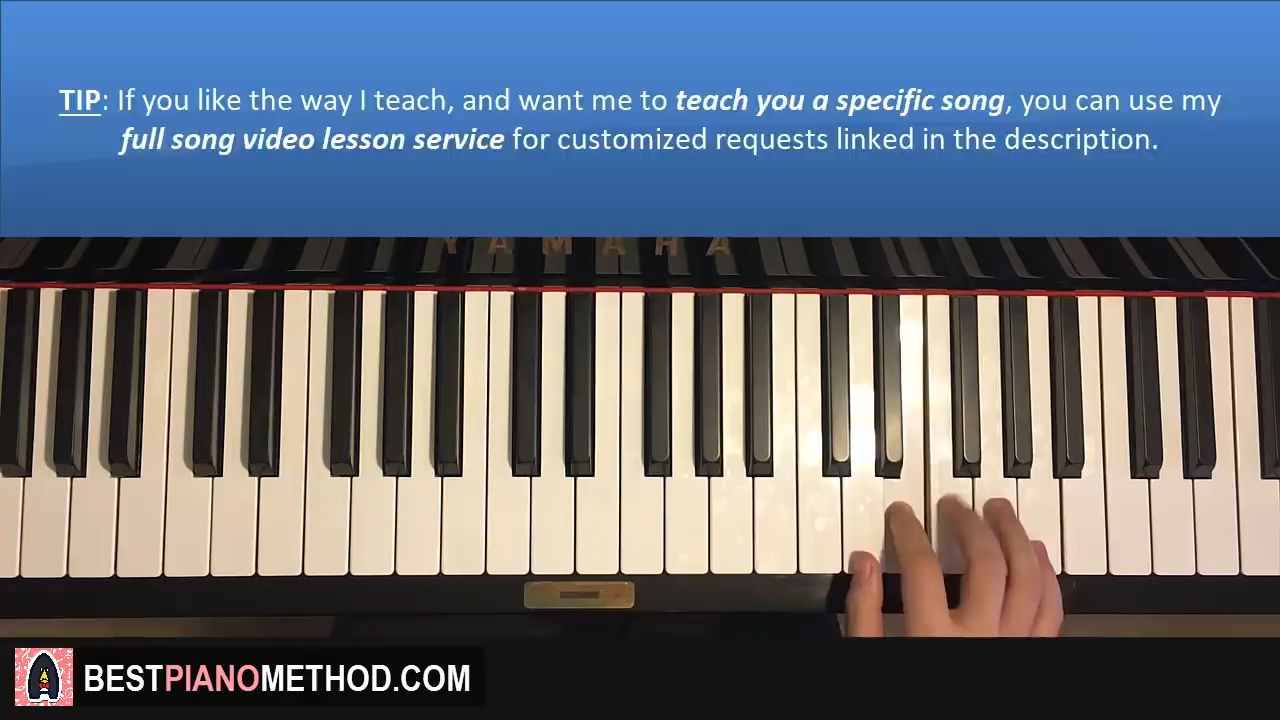 TIP: If you like the way I teach, and want me to teach you a specific song, you can use my
full song video lesson service for customized requests linked in the description.
YAMAHA
BESTPIANOMETHOD.COM